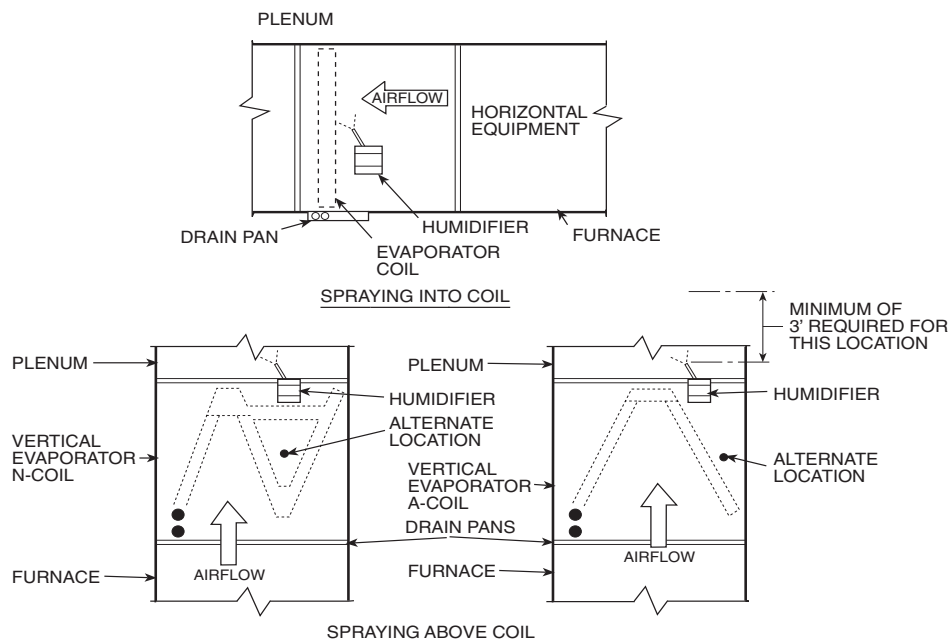 PLENUM
AIRFLOW
HORIZONTAL
EQUIPMENT
DRAIN PAN
HUMIDIFIER
FURNACE
EVAPORATOR
COIL
SPRAYING INTO COIL
MINIMUM OF
3' REQUIRED FOR
THIS LOCATION
PLENUM
HUMIDIFIER
ALTERNATE
LOCATION
VERTICAL
EVAPORATOR
N-COIL
DRAIN PANS
AIRFLOW
FURNACE
PLENUM
HUMIDIFIER
ALTERNATE
LOCATION
VERTICAL
EVAPORATOR
A-COIL
AIRFLOW
FURNACE
SPRAYING ABOVE COIL